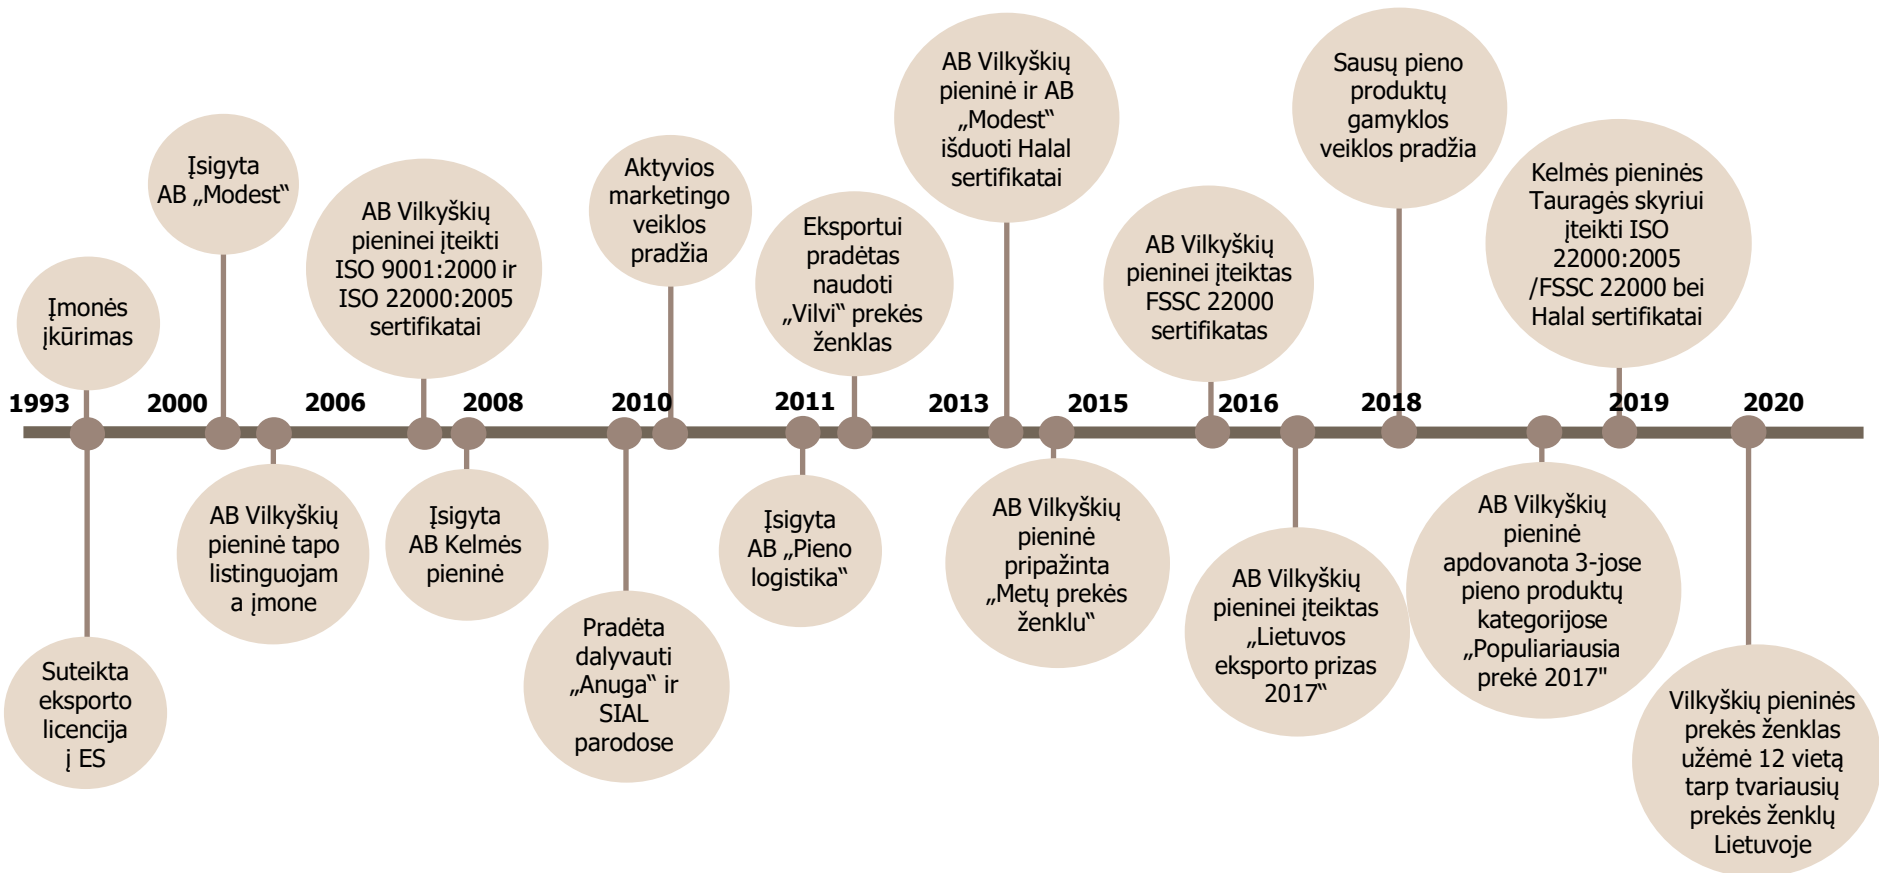 AB Vilkyškių
pieninė ir AB
„Modest“
išduoti Halal
sertifikatai
Sausų pieno
produktų
gamyklos
veiklos pradžia
Įsigyta
AB „Modest“
Aktyvios
marketingo
veiklos
pradžia
Kelmės pieninės
Tauragės skyriui
įteikti ISO
22000:2005
/FSSC 22000 bei
Halal sertifikatai
AB Vilkyškių
pieninei įteikti
ISO 9001:2000 ir
ISO 22000:2005
sertifikatai
Eksportui
pradėtas
naudoti
„Vilvi“ prekės
ženklas
AB Vilkyškių
pieninei įteiktas
FSSC 22000
sertifikatas
Įmonės
įkūrimas
1993
2000
2006
2008
2010
2011
2013
2015
2016
2018
2019
2020
AB Vilkyškių
pieninė tapo
listinguojam
a įmone
Įsigyta
AB Kelmės
pieninė
Įsigyta
AB „Pieno
logistika“
AB Vilkyškių
pieninė
pripažinta
„Metų prekės
ženklu“
AB Vilkyškių
pieninei įteiktas
„Lietuvos
eksporto prizas
2017“
AB Vilkyškių
pieninė
apdovanota 3-jose
pieno produktų
kategorijose
„Populiariausia
prekė 2017"
Suteikta
eksporto
licencija
į ES
Pradėta
dalyvauti
„Anuga“ ir
SIAL
parodose
Vilkyškių pieninės
prekės ženklas
užėmė 12 vietą
tarp tvariausių
prekės ženklų
Lietuvoje